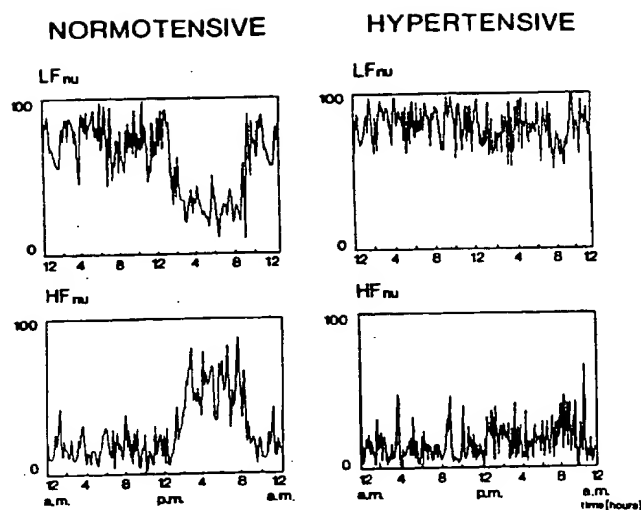 NORMOTENSIVE HYPERTENSIVE
LFnu LFnu
100 100
0 0
12 4 8 12 4 8 12 12 4 8 12 4 8 12
HFnu HFnu
100 100
0 0
12 4 8 12 4 8 12 12 4 8 12 4 8 12
a.m. p.m. a.m. a.m. p.m. a.m.
time [hours]